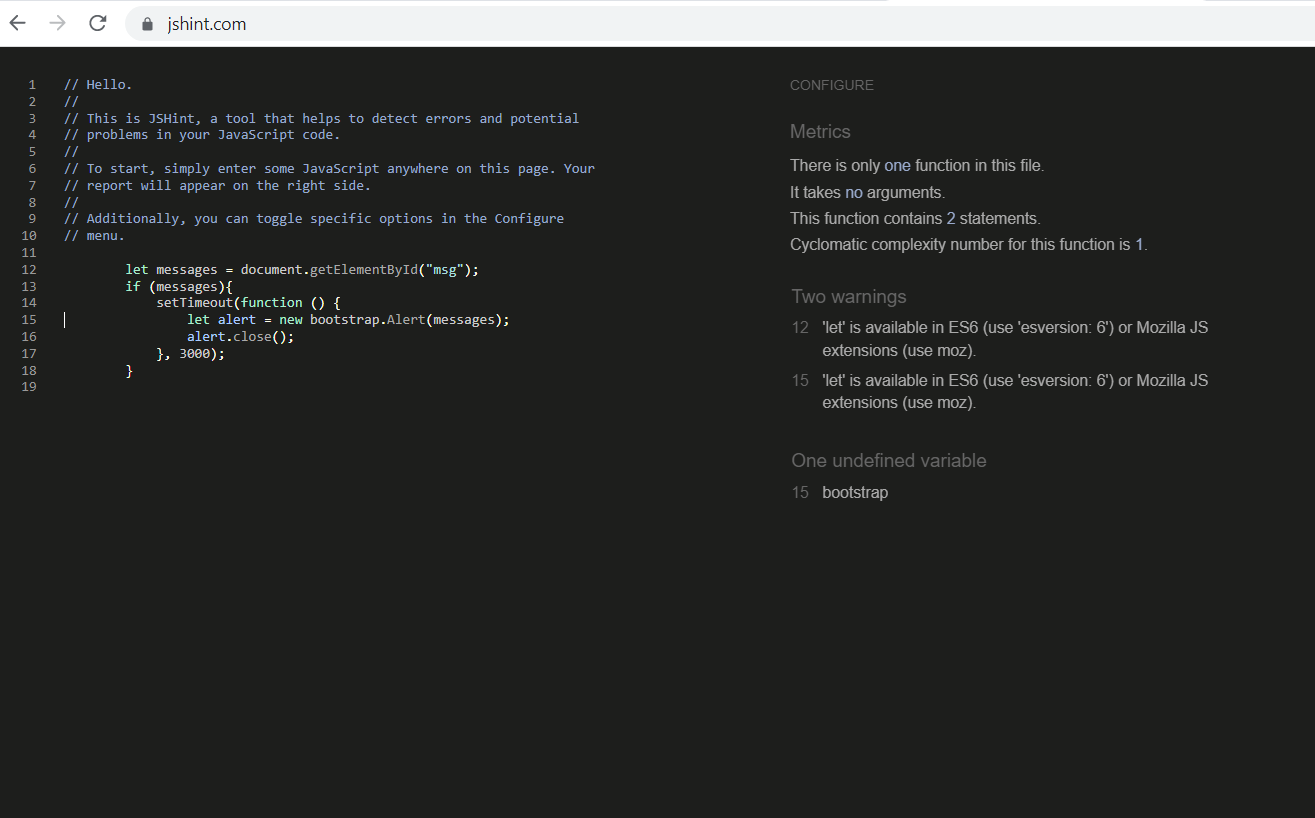 jshint.com
1 // Hello.
2 //
3 // This is JSHint, a tool that helps to detect errors and potential
4 // problems in your JavaScript code.
5 //
6 // To start, simply enter some JavaScript anywhere on this page. Your
7 // report will appear on the right side.
8 //
9 // Additionally, you can toggle specific options in the Configure
10 // menu.
11
12 let messages = document.getElementById("msg");
13 if (messages){
14 setTimeout(function () {
15 let alert = new bootstrap.Alert(messages);
16 alert.close();
17 }, 3000);
18 }
19
CONFIGURE
Metrics
There is only one function in this file.
It takes no arguments.
This function contains 2 statements.
Cyclomatic complexity number for this function is 1.
Two warnings
12 'let' is available in ES6 (use 'esversion: 6') or Mozilla JS
extensions (use moz).
15 'let' is available in ES6 (use 'esversion: 6') or Mozilla JS
extensions (use moz).
One undefined variable
15 bootstrap